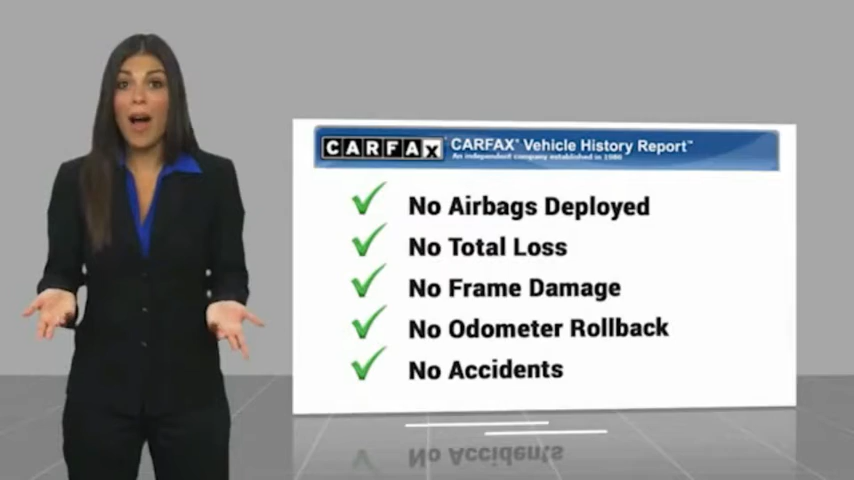 CARFAX CARFAX® Vehicle History Report™
An independent company established in 1986
No Airbags Deployed
No Total Loss
No Frame Damage
No Odometer Rollback
No Accidents
No Accidents